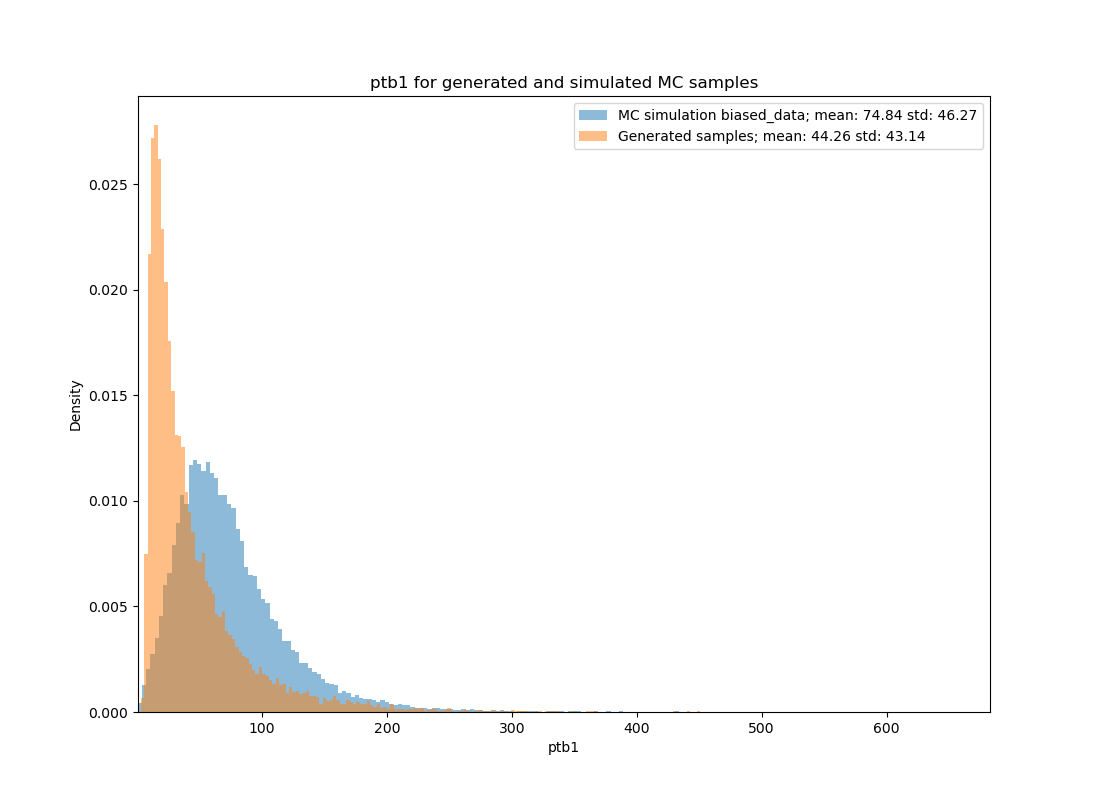 ptb1 for generated and simulated MC samples
MC simulation biased_data; mean: 74.84 std: 46.27
Generated samples; mean: 44.26 std: 43.14
Density
0.025
0.020
0.015
0.010
0.005
0.000
100
200
300
400
500
600
ptb1